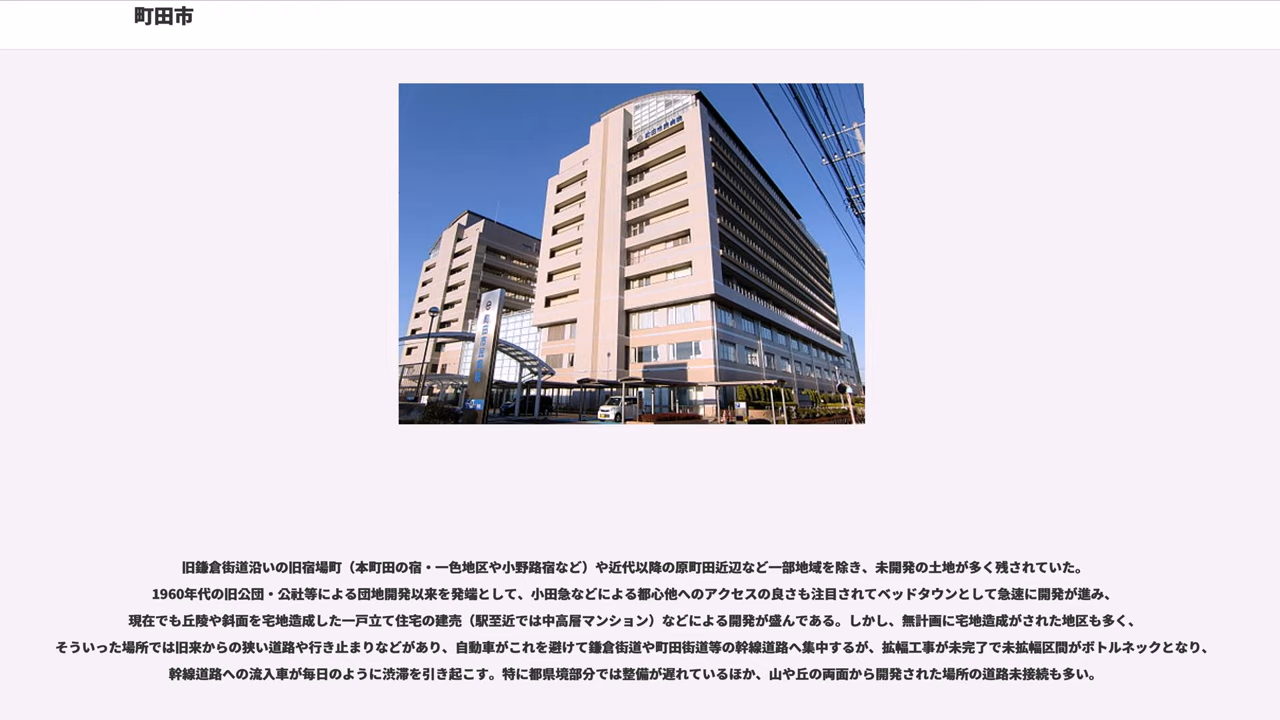 町田市
町田市民病院
町田市民病院
旧鎌倉街道沿いの旧宿場町（本町田の宿・一色地区や小野路宿など）や近代以降の原町田近辺など一部地域を除き、未開発の土地が多く残されていた。
1960年代の旧公団・公社等による団地開発以来を発端として、小田急などによる都心他へのアクセスの良さも注目されてベッドタウンとして急速に開発が進み、
現在でも丘陵や斜面を宅地造成した一戸立て住宅の建売（駅至近では中高層マンション）などによる開発が盛んである。しかし、無計画に宅地造成がされた地区も多く、
そういった場所では旧来からの狭い道路や行き止まりなどがあり、自動車がこれを避けて鎌倉街道や町田街道等の幹線道路へ集中するが、拡幅工事が未完了で未拡幅区間がボトルネックとなり、
幹線道路への流入車が毎日のように渋滞を引き起こす。特に都県境部分では整備が遅れているほか、山や丘の両面から開発された場所の道路未接続も多い。